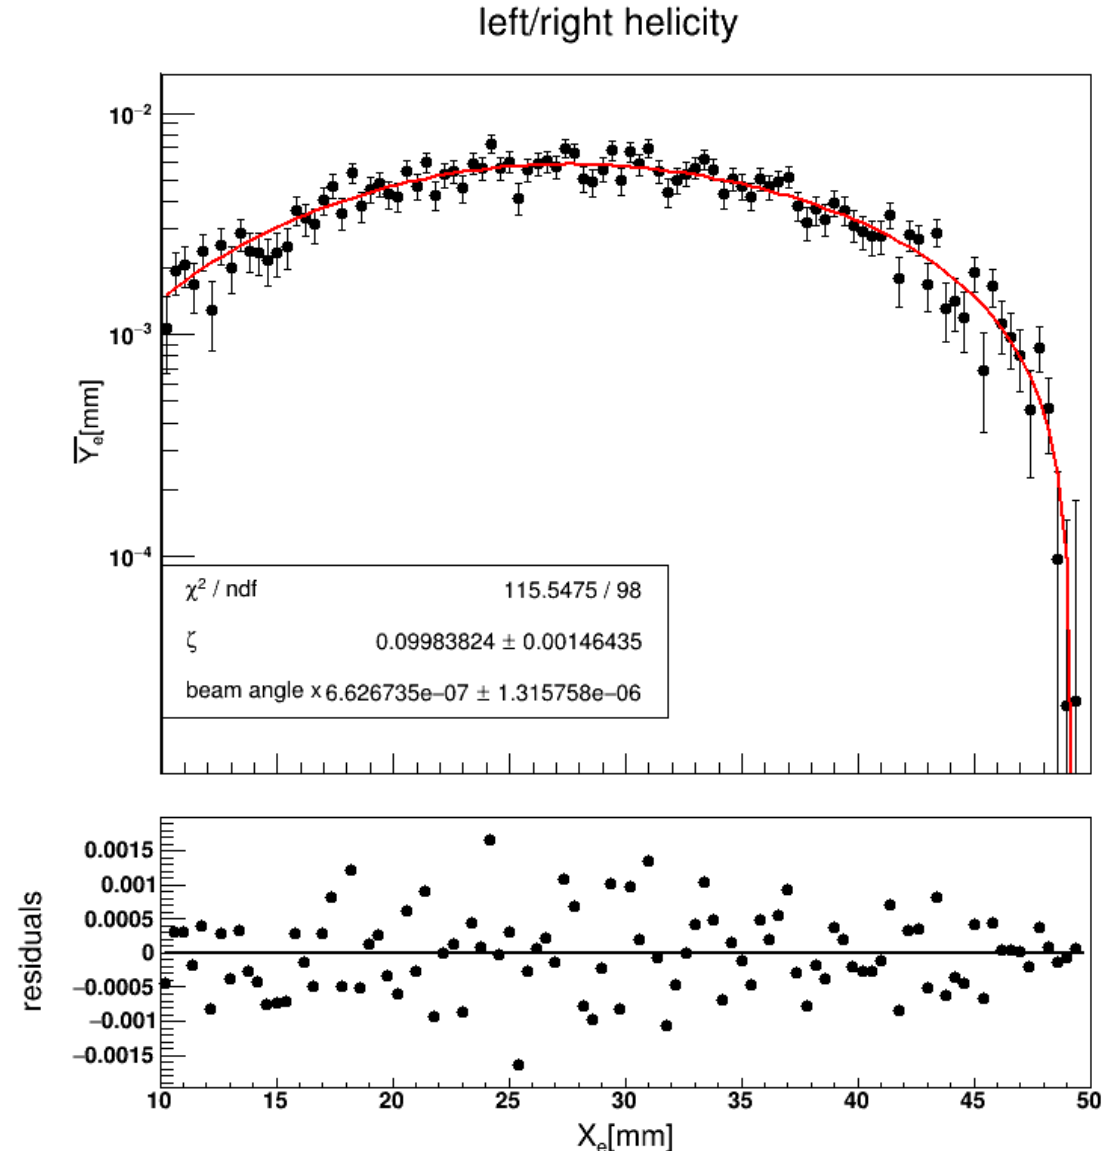 left/right helicity
10⁻²
10⁻³
10⁻⁴
Y̅ₑ[mm]
χ² / ndf 115.5475 / 98
ζ 0.09983824 ± 0.00146435
beam angle x 6.626735e−07 ± 1.315758e−06
0.0015
0.001
0.0005
0
−0.0005
−0.001
−0.0015
residuals
10 15 20 25 30 35 40 45 50
Xₑ[mm]